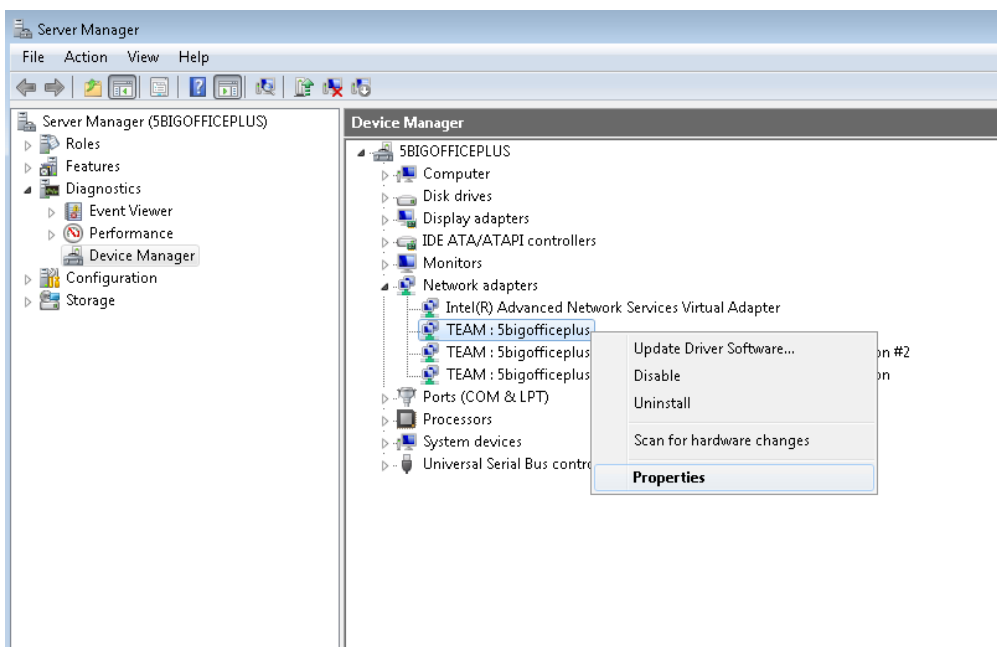 Server Manager
File Action View Help
Server Manager (5BIGOFFICEPLUS)
Roles
Features
Diagnostics
Event Viewer
Performance
Device Manager
Configuration
Storage
Device Manager
5BIGOFFICEPLUS
Computer
Disk drives
Display adapters
IDE ATA/ATAPI controllers
Monitors
Network adapters
Intel(R) Advanced Network Services Virtual Adapter
TEAM : 5bigofficeplus
TEAM : 5bigofficeplus on #2
TEAM : 5bigofficeplus on
Ports (COM & LPT)
Processors
System devices
Universal Serial Bus contr
Update Driver Software...
Disable
Uninstall
Scan for hardware changes
Properties